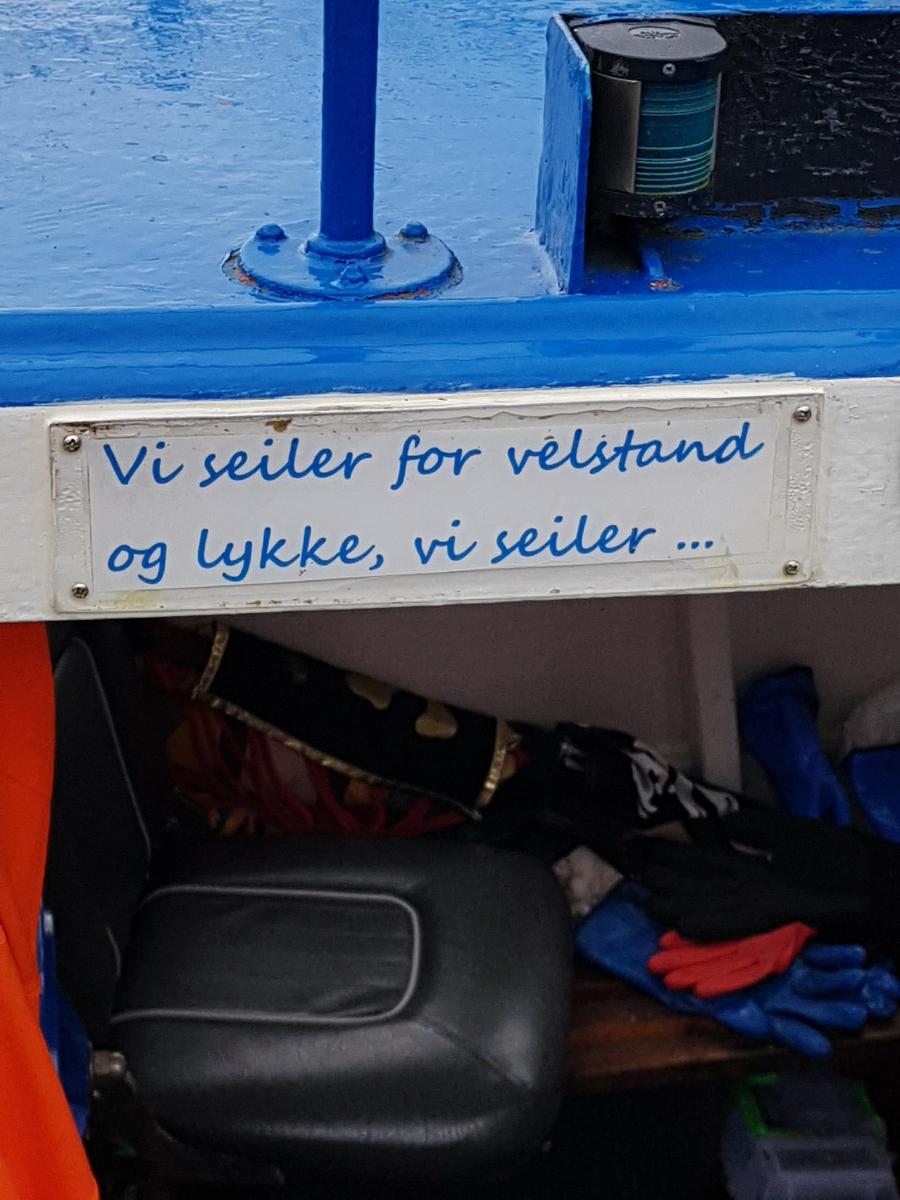 Vi seiler for velstand
og lykke, vi seiler ...